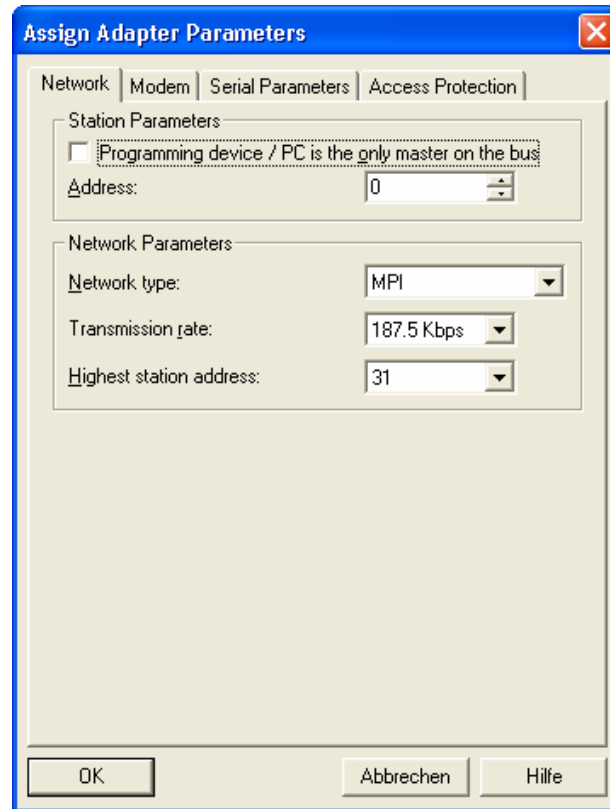 Assign Adapter Parameters
Network Modem Serial Parameters Access Protection
Station Parameters
Programming device / PC is the only master on the bus
Address: 0
Network Parameters
Network type: MPI
Transmission rate: 187.5 Kbps
Highest station address: 31
OK Abbrechen Hilfe